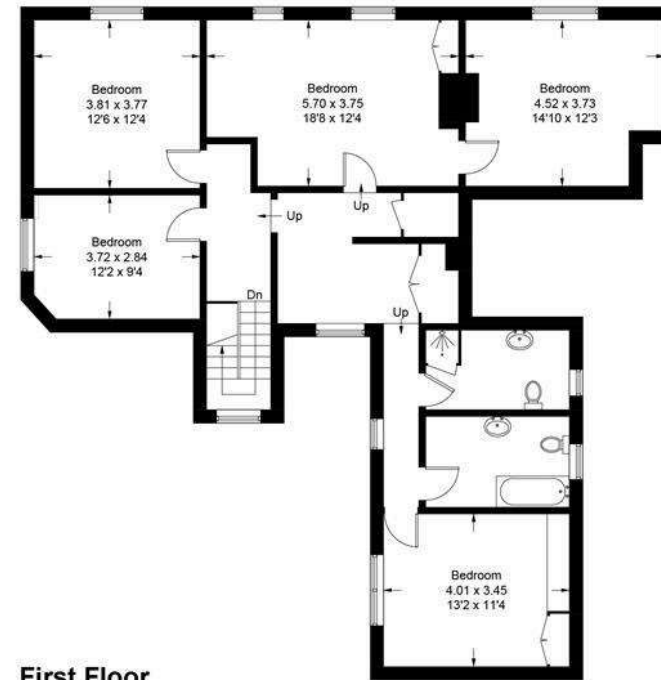 Bedroom
3.81 x 3.77
12'6 x 12'4
Bedroom
5.70 x 3.75
18'8 x 12'4
Bedroom
4.52 x 3.73
14'10 x 12'3
Up
Up
Bedroom
3.72 x 2.84
12'2 x 9'4
Dn
Up
Bedroom
4.01 x 3.45
13'2 x 11'4
First Floor